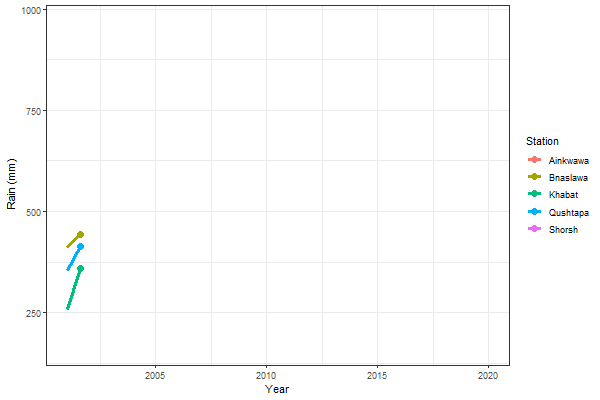 1000
750
500
250
Rain (mm)
2005
2010
2015
2020
Year
Station
Ainkwawa
Bnaslawa
Khabat
Qushtapa
Shorsh